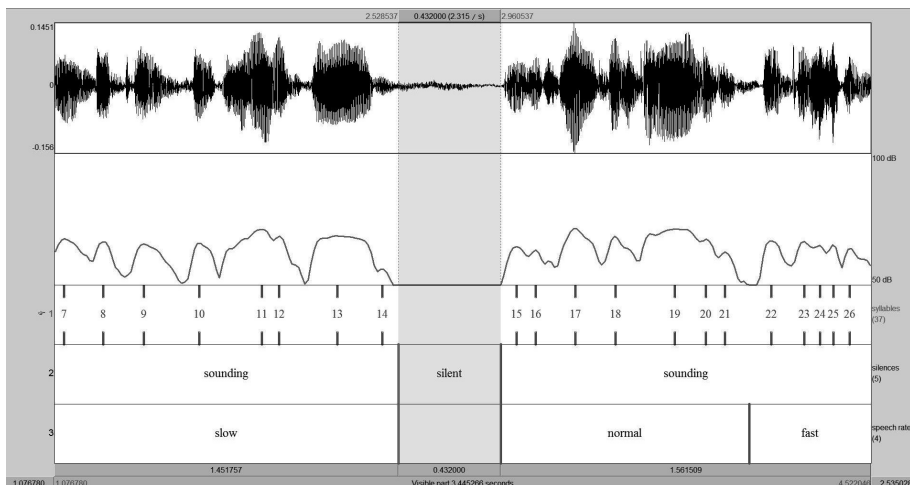 2.528537 0.432000 (2.315 / s) 2.960537
0.1451
0
-0.156
100 dB
50 dB
1 7 8 9 10 11 12 13 14 15 16 17 18 19 20 21 22 23 24 25 26 syllables
(37)
2 sounding silent sounding silences
(5)
3 slow normal fast speech rate
(4)
1.451757 0.432000 1.561509
1.076780 1.076780 Visible part 3.445266 seconds 4.522046 2.535026